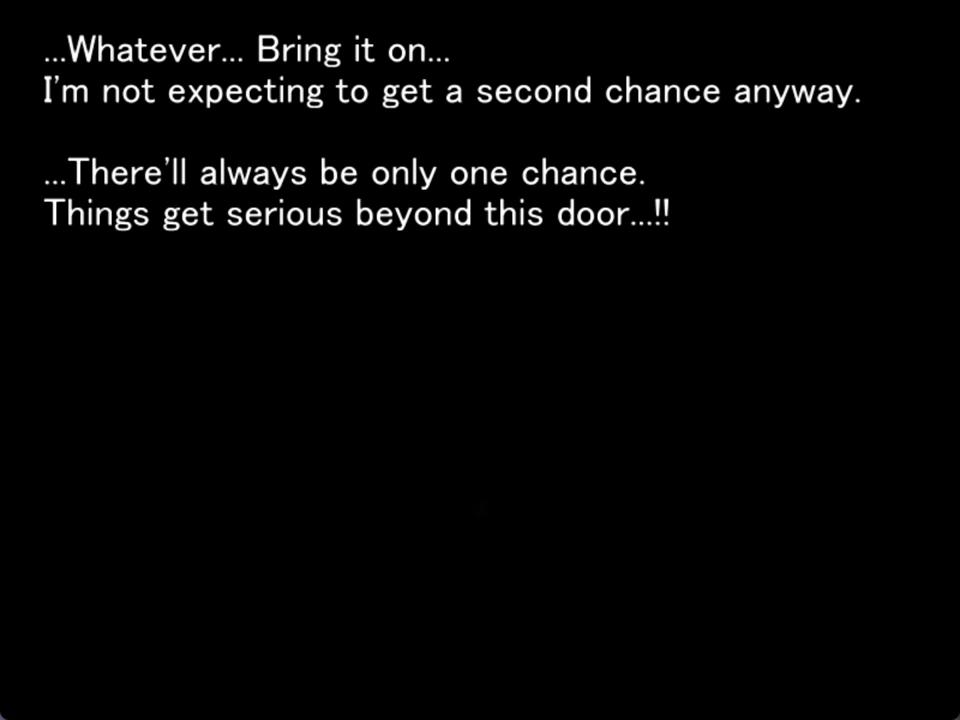 ...Whatever... Bring it on...
I'm not expecting to get a second chance anyway.
...There'll always be only one chance.
Things get serious beyond this door...!!